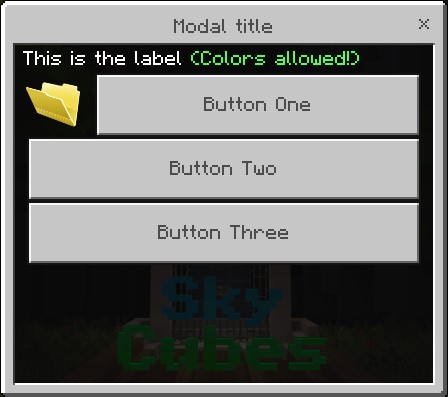 Modal title
This is the label (Colors allowed!)
Button One
Button Two
Button Three
Sky
Cubes